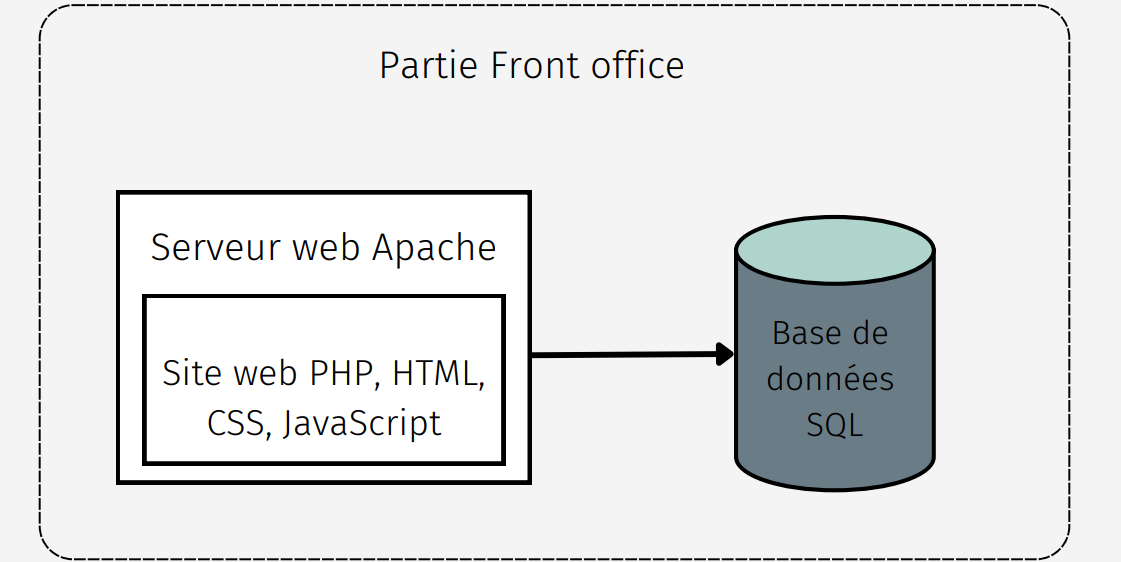 Partie Front office
Serveur web Apache
Site web PHP, HTML,
CSS, JavaScript
Base de
données
SQL